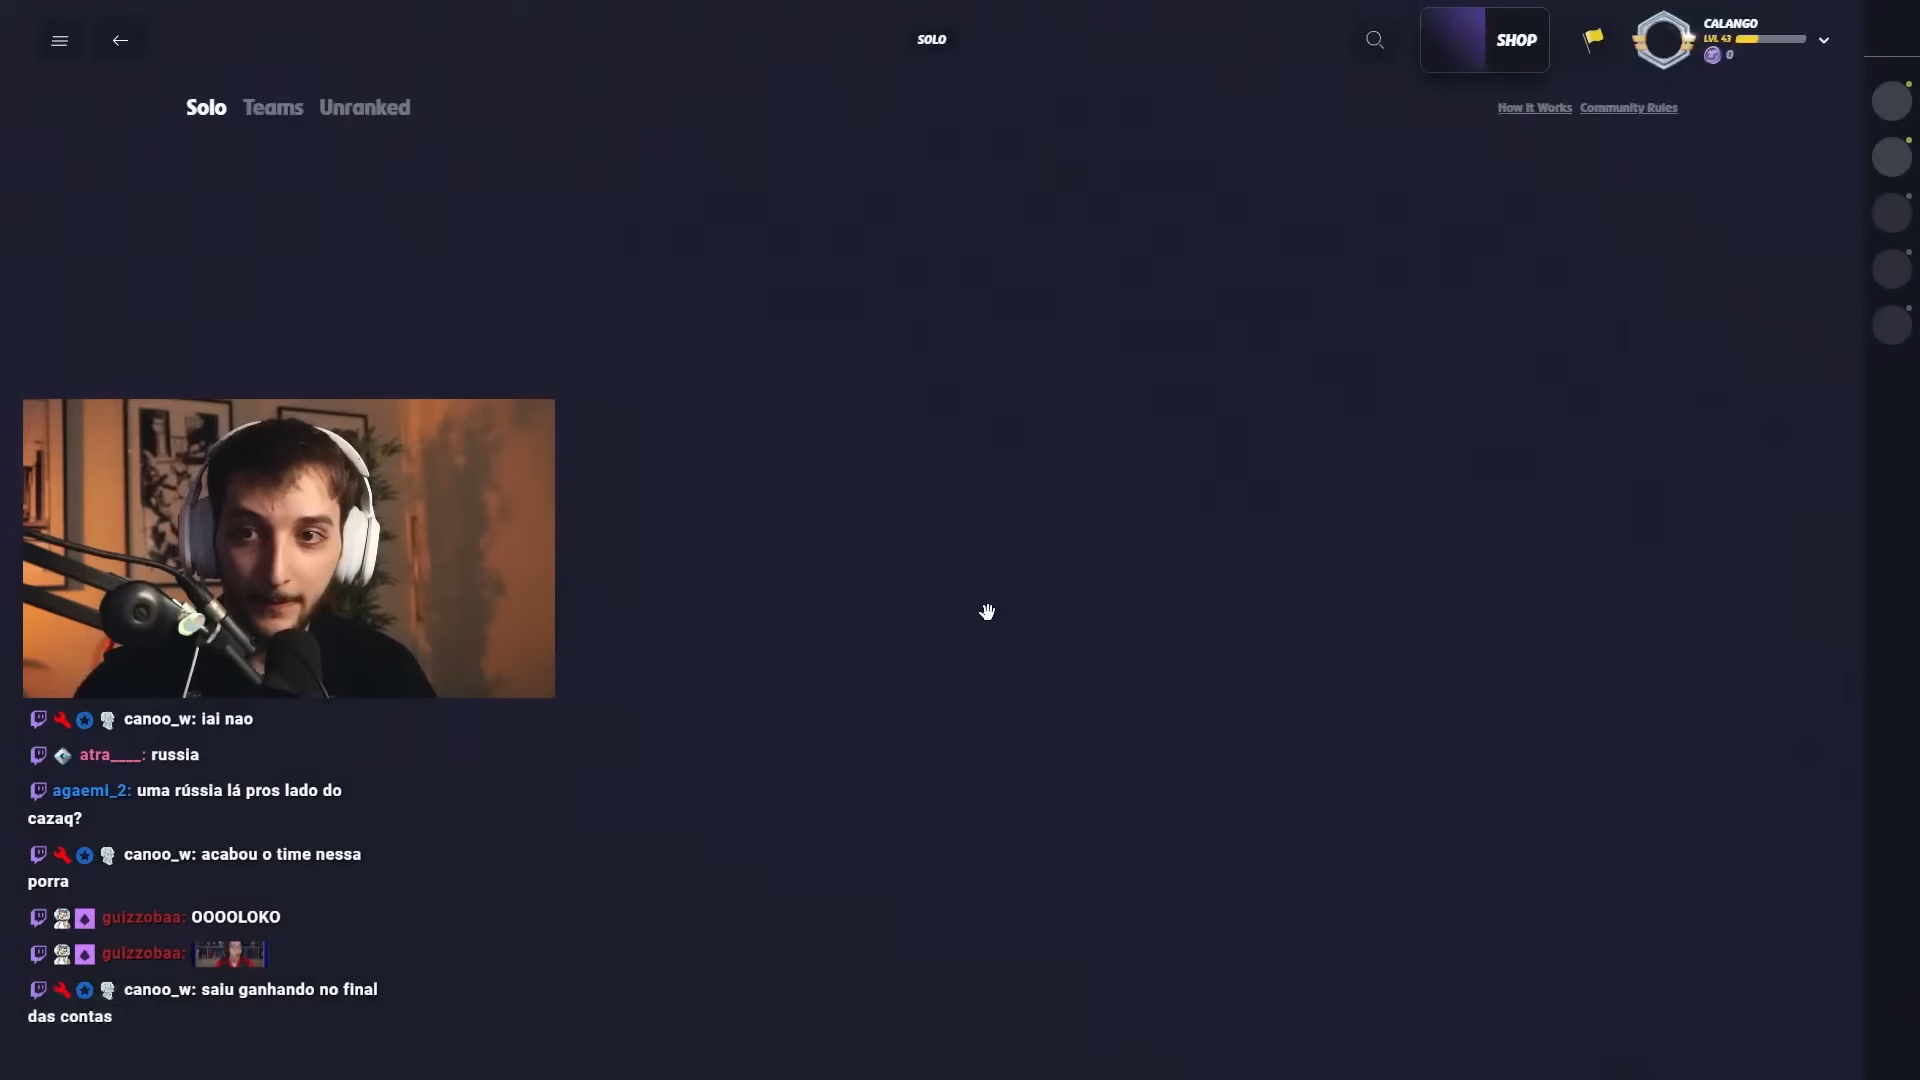 SOLO
SHOP
CALANGO
LVL 43
0
Solo Teams Unranked
How It Works Community Rules
canoo_w: iai nao
atra____: russia
agaemi_2: uma rússia lá pros lado do
cazaq?
canoo_w: acabou o time nessa
porra
guizzobaa: OOOOLOKO
guizzobaa:
canoo_w: saiu ganhando no final
das contas